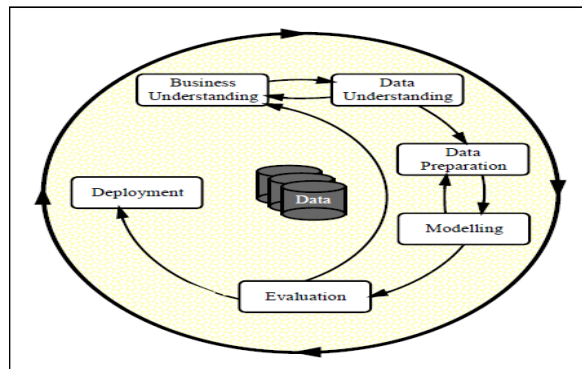 Business
Understanding
Data
Understanding
Data
Preparation
Modelling
Evaluation
Deployment
Data